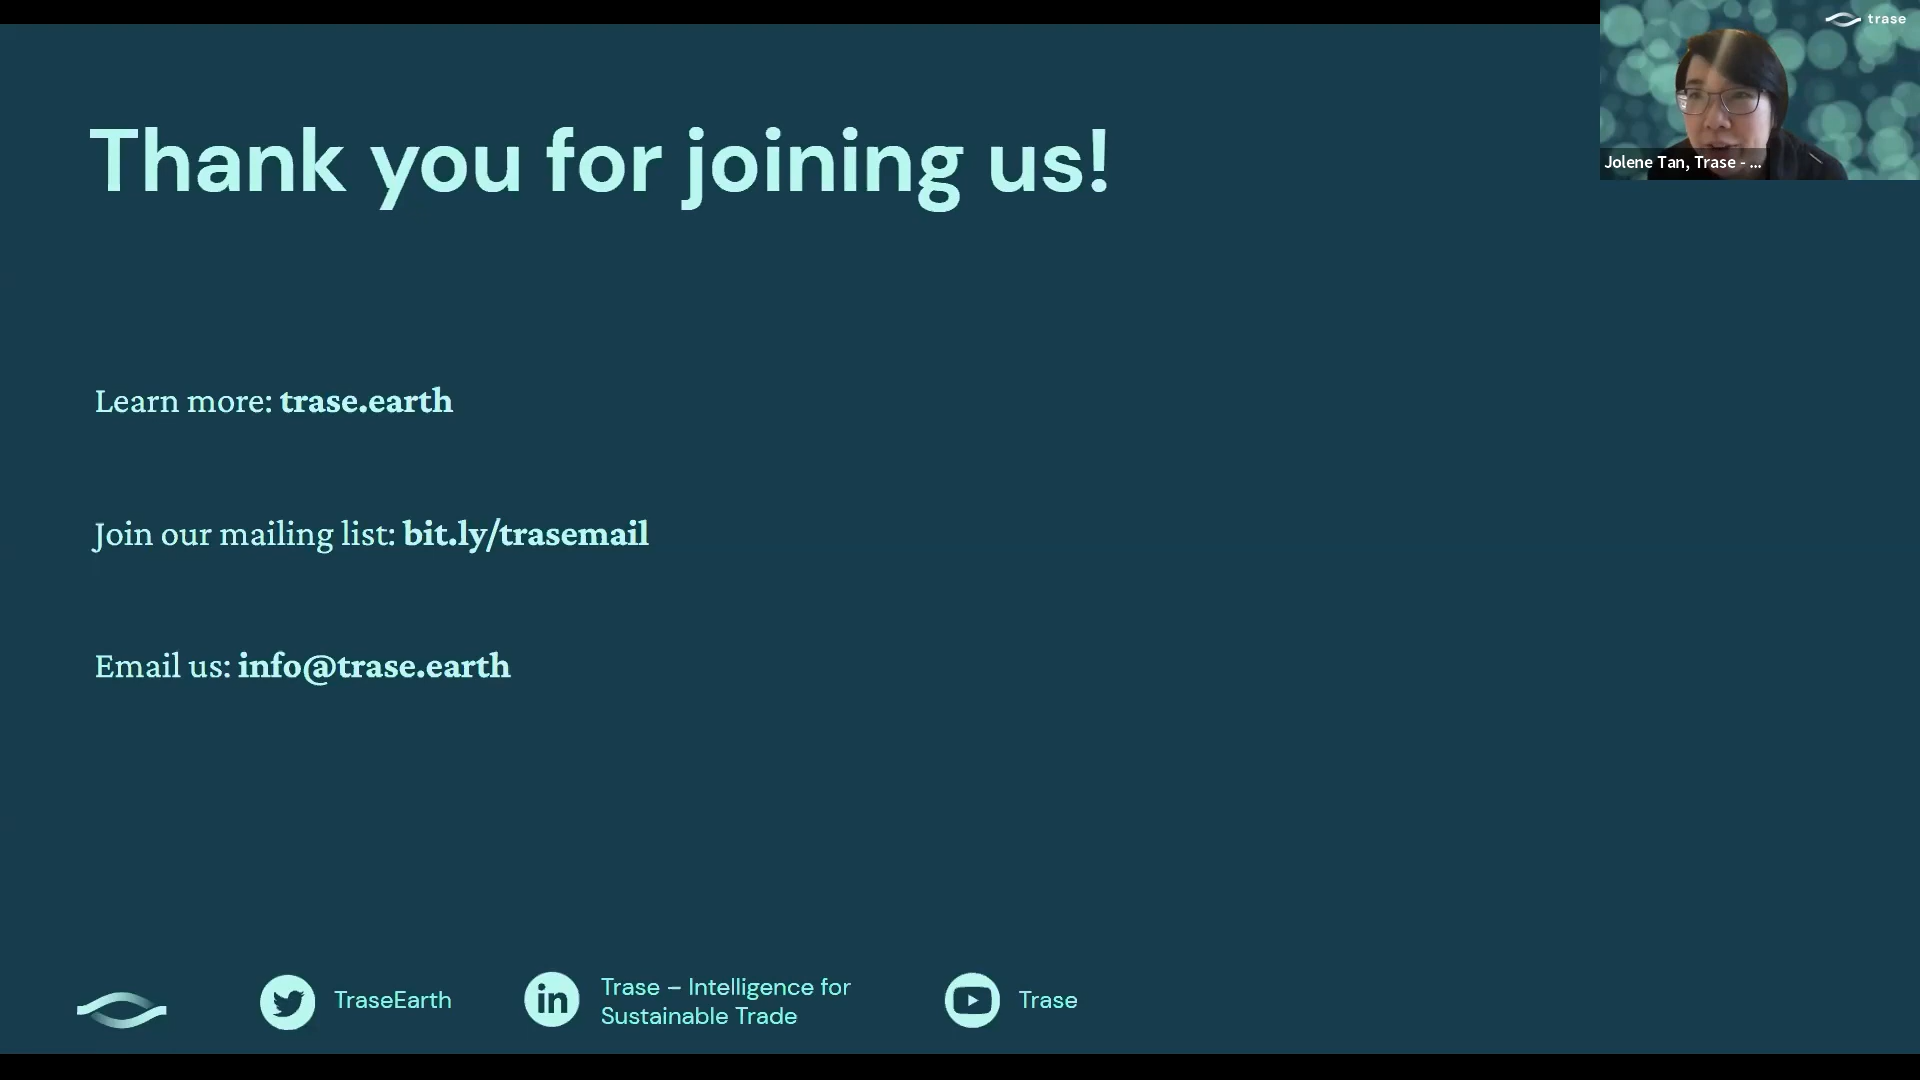 trase
Thank you for joining us!
Jolene Tan, Trase - ...
Learn more: trase.earth
Join our mailing list: bit.ly/trasemail
Email us: info@trase.earth
TraseEarth
in
Trase – Intelligence for
Sustainable Trade
Trase